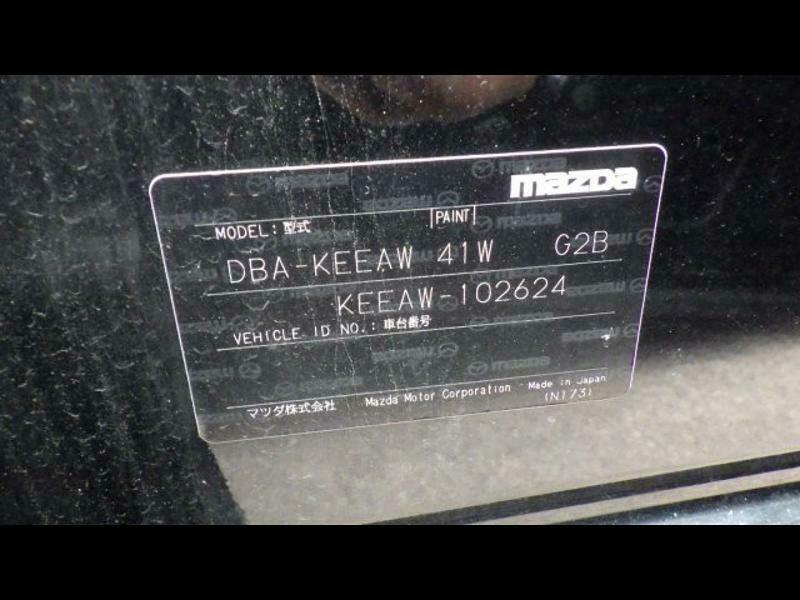 mazda
MODEL:型式 PAINT
DBA-KEEAW 41W G2B
KEEAW-102624
VEHICLE ID NO.:車台番号
マツダ株式会社 Mazda Motor Corporation Made in Japan
(N173)